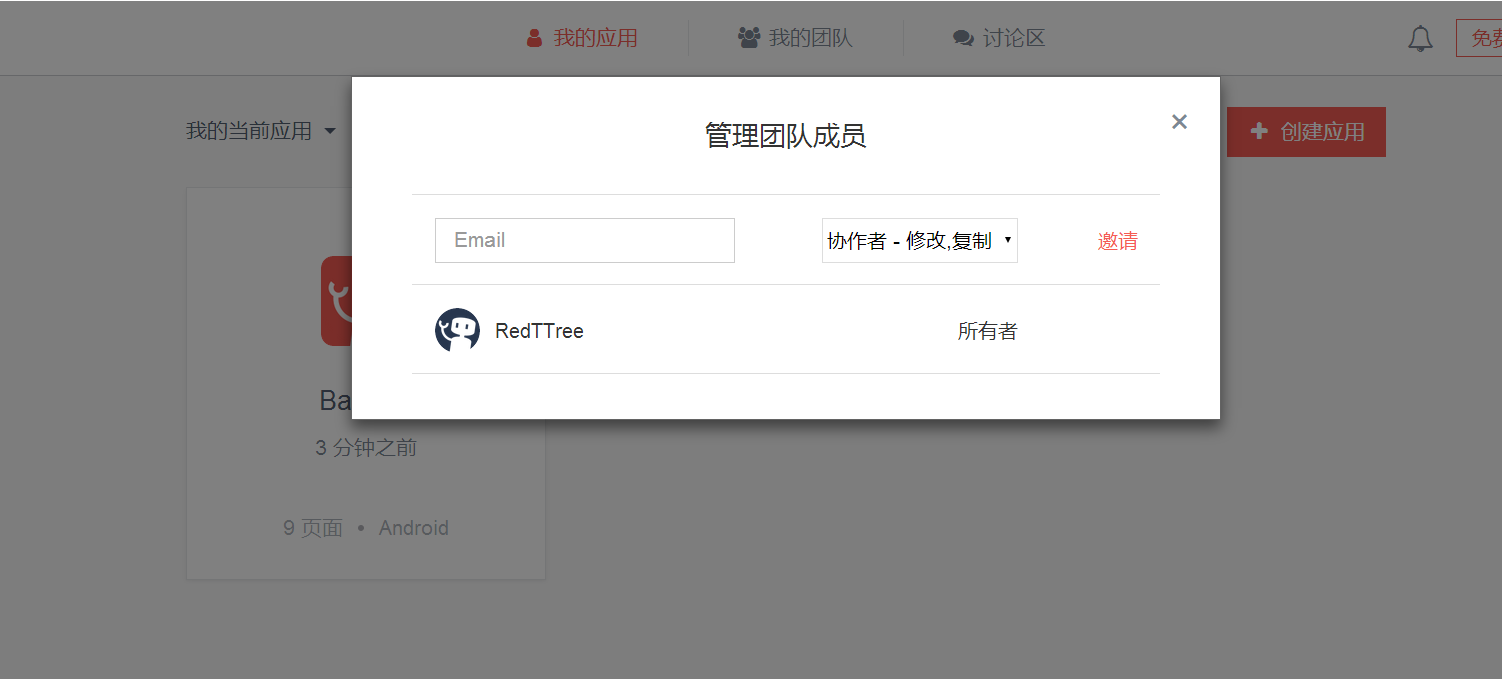 我的应用 我的团队 讨论区 免费
我的当前应用 创建应用
管理团队成员
Email 协作者 - 修改,复制 邀请
RedTTree 所有者
Ba
3 分钟之前
9 页面 • Android